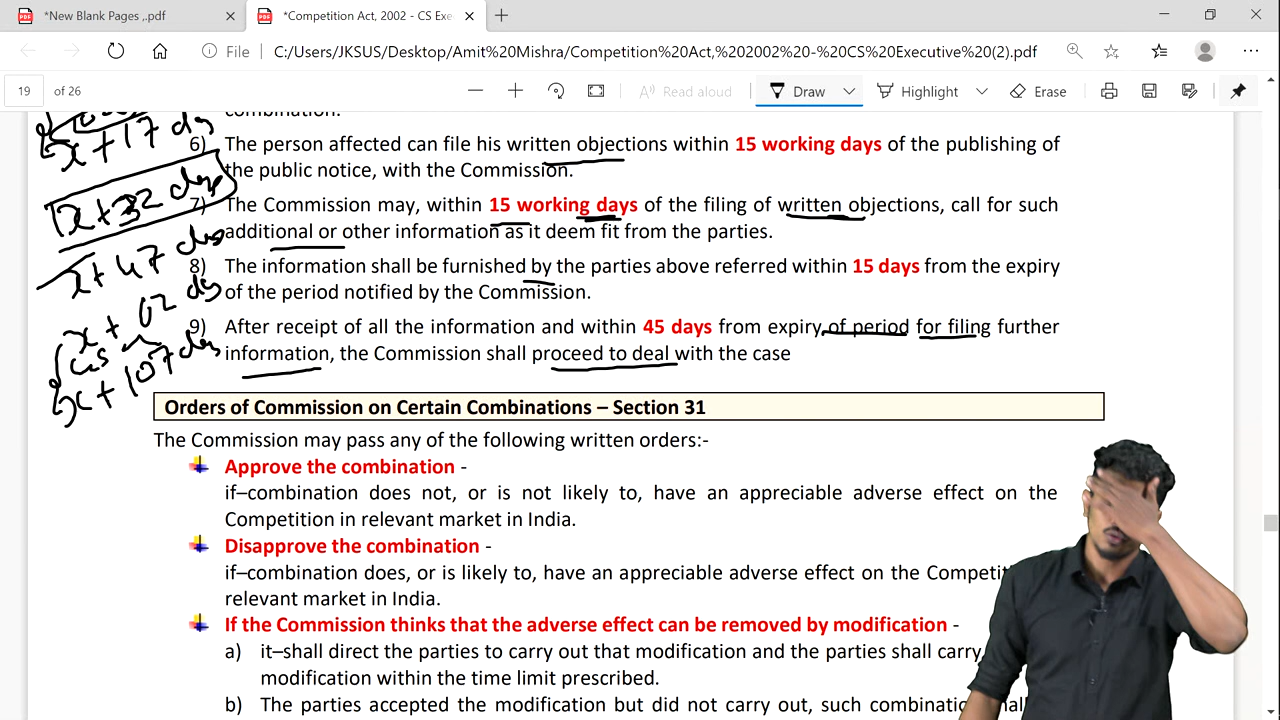 *New Blank Pages ,.pdf
*Competition Act, 2002 - CS Exe
File
C:/Users/JKSUS/Desktop/Amit%20Mishra/Competition%20Act,%202002%20-%20CS%20Executive%20(2).pdf
19 of 26
Read aloud
Draw
Highlight
Erase
combination.
x + 17 days
6) The person affected can file his written objections within 15 working days of the publishing of
the public notice, with the Commission.
x + 32 days
7) The Commission may, within 15 working days of the filing of written objections, call for such
additional or other information as it deem fit from the parties.
x + 47 days
8) The information shall be furnished by the parties above referred within 15 days from the expiry
of the period notified by the Commission.
x + 62 days
9) After receipt of all the information and within 45 days from expiry of period for filing further
information, the Commission shall proceed to deal with the case
x + 107 days
Orders of Commission on Certain Combinations – Section 31
The Commission may pass any of the following written orders:-
Approve the combination -
if–combination does not, or is not likely to, have an appreciable adverse effect on the
Competition in relevant market in India.
Disapprove the combination -
if–combination does, or is likely to, have an appreciable adverse effect on the
relevant market in India.
If the Commission thinks that the adverse effect can be removed by modification -
a) it–shall direct the parties to carry out that modification and the parties shall carry
modification within the time limit prescribed.
b) The parties accepted the modification but did not carry out, such